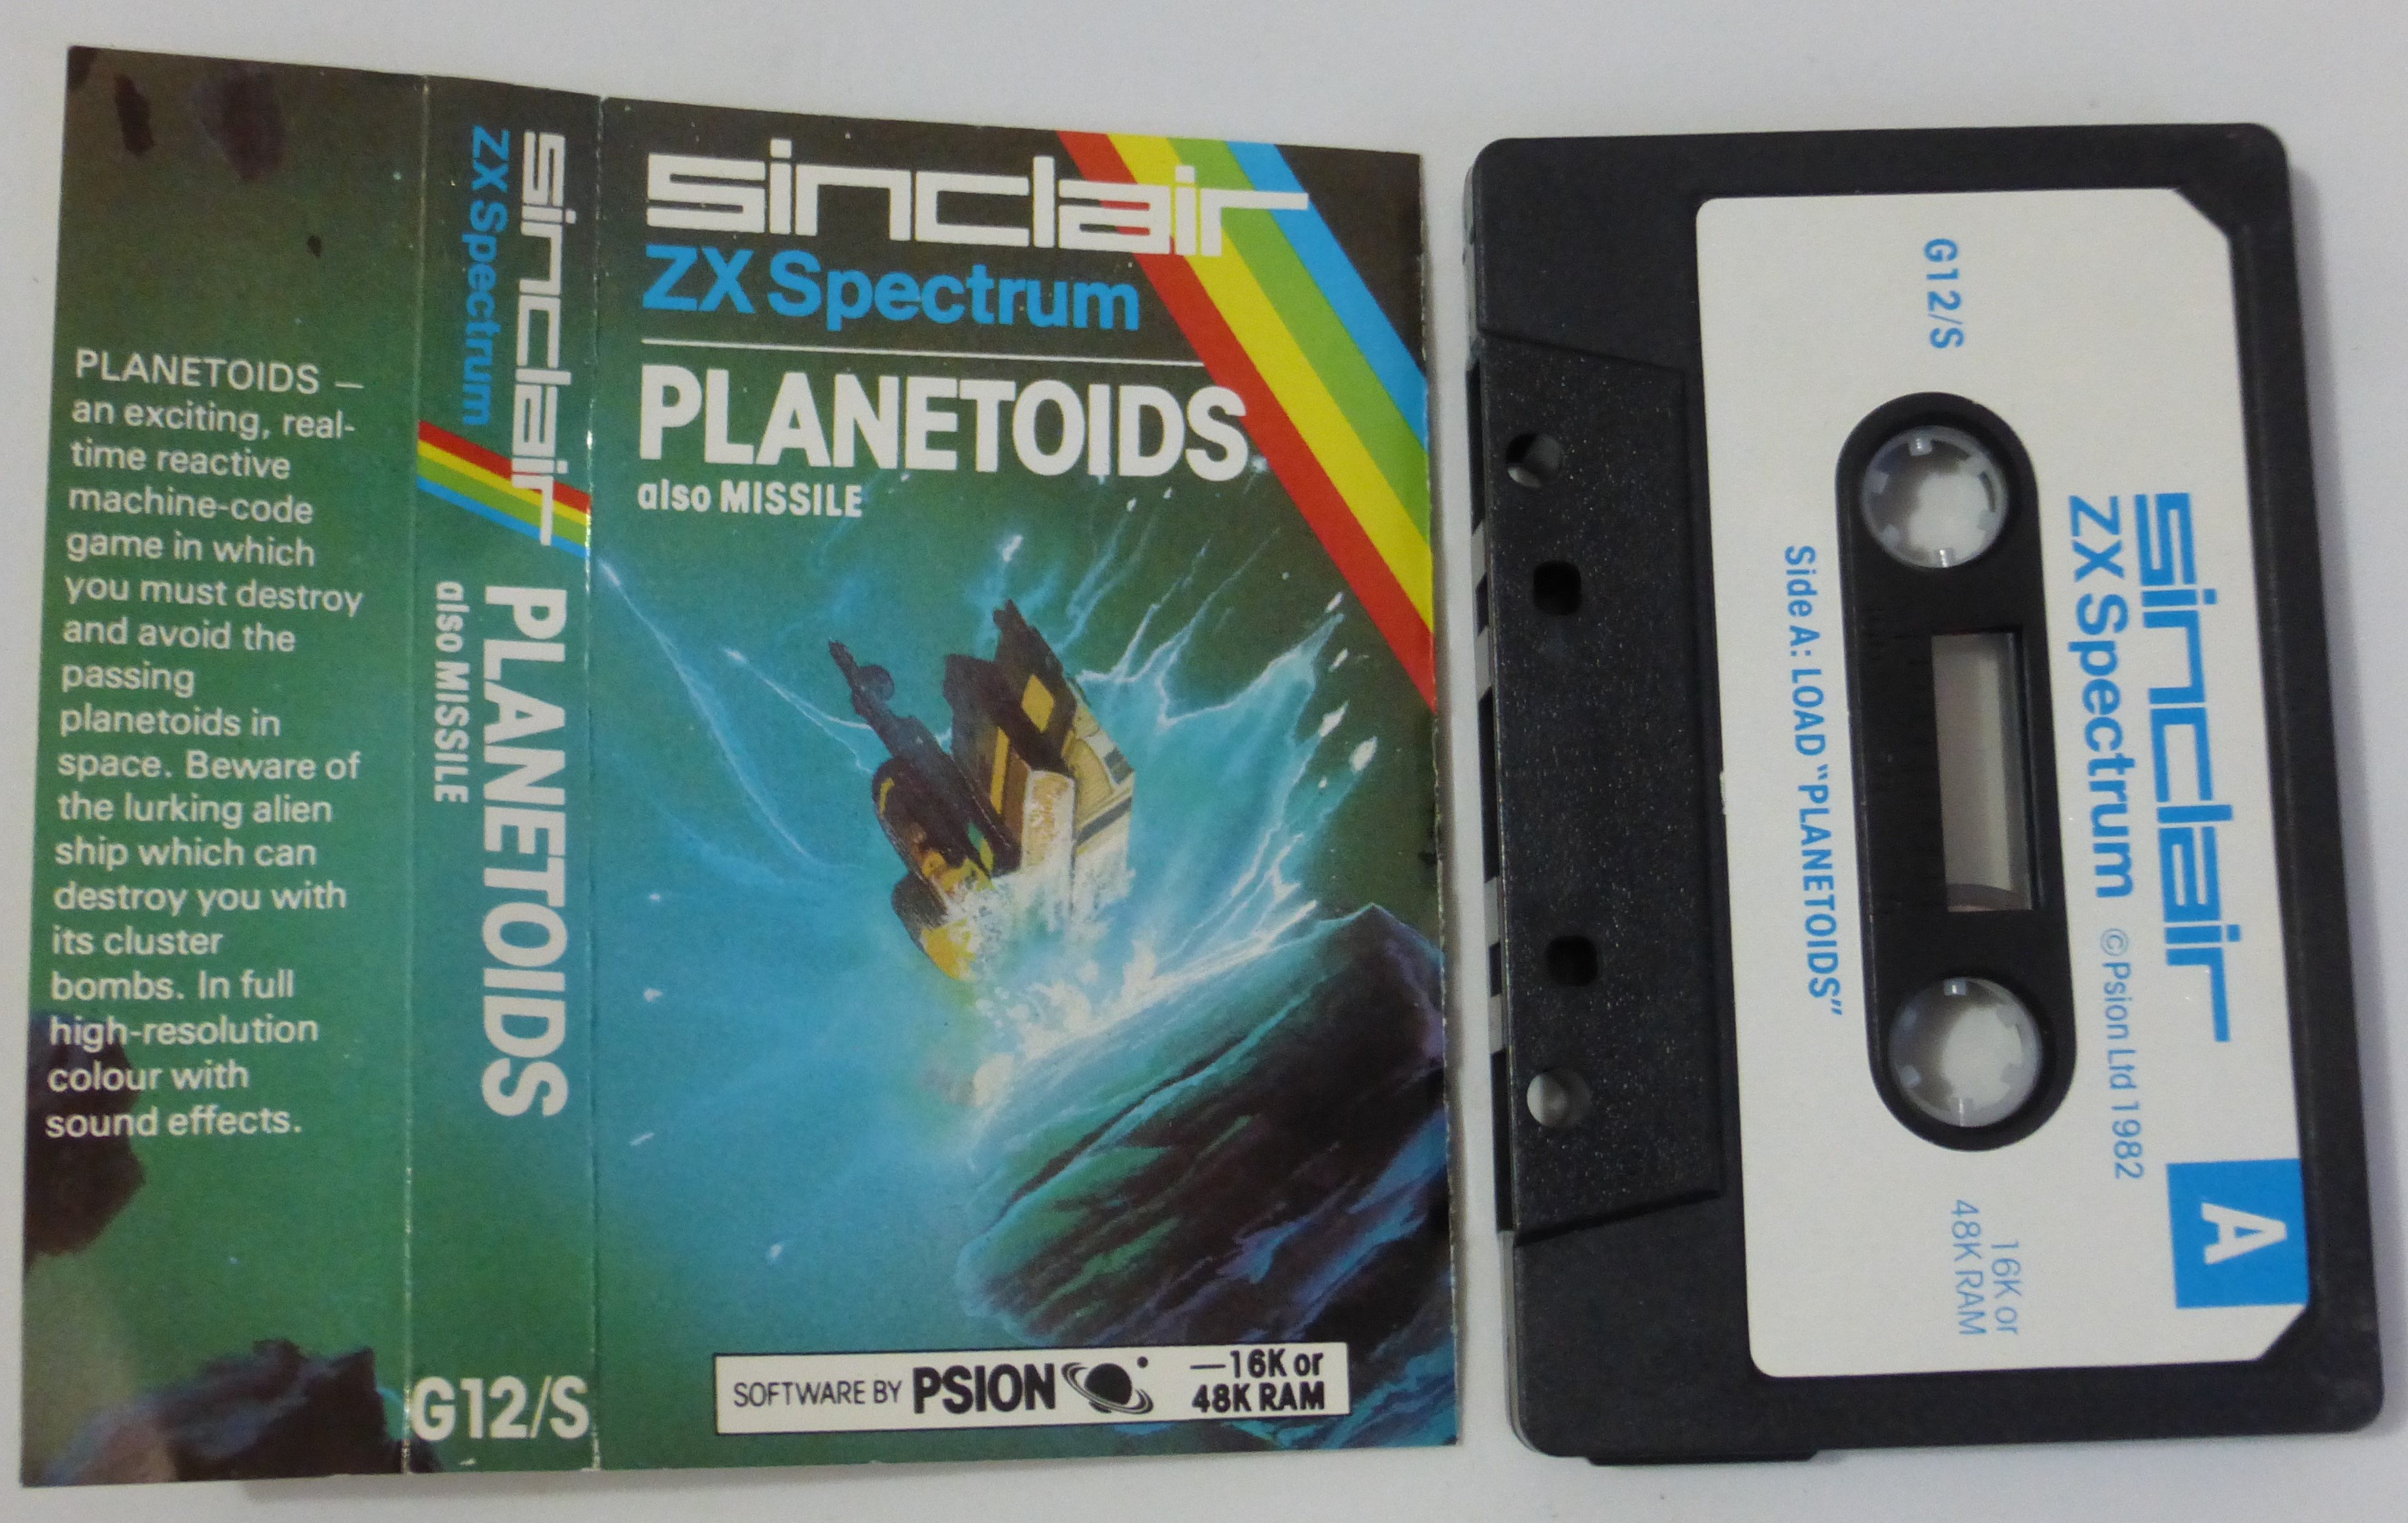 PLANETOIDS —
an exciting, real-
time reactive
machine-code
game in which
you must destroy
and avoid the
passing
planetoids in
space. Beware of
the lurking alien
ship which can
destroy you with
its cluster
bombs. In full
high-resolution
colour with
sound effects.
sinclair
ZX Spectrum
PLANETOIDS
also MISSILE
G12/S
sinclair
ZX Spectrum
PLANETOIDS
also MISSILE
SOFTWARE BY PSION
—16K or
48K RAM
sinclair
ZX Spectrum © Psion Ltd 1982
A
G12/S
16K or
48K RAM
Side A: LOAD "PLANETOIDS"